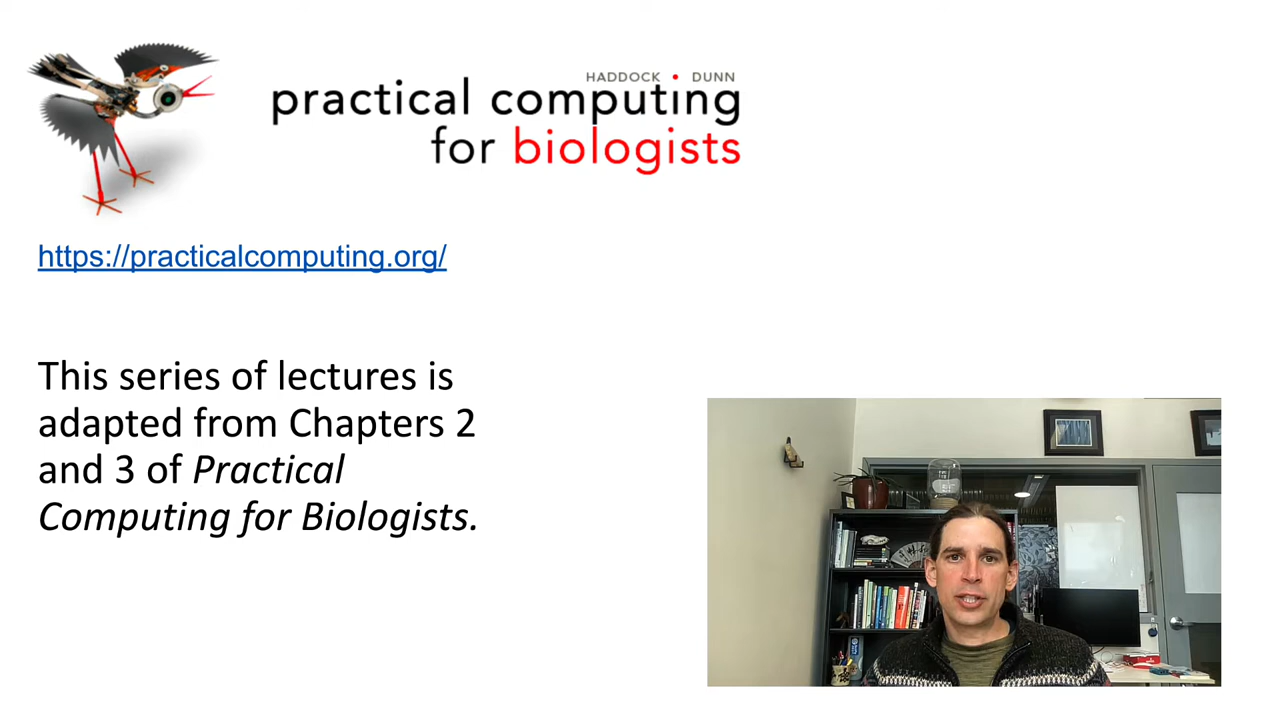 HADDOCK • DUNN
practical computing
for biologists
https://practicalcomputing.org/
This series of lectures is
adapted from Chapters 2
and 3 of Practical
Computing for Biologists.